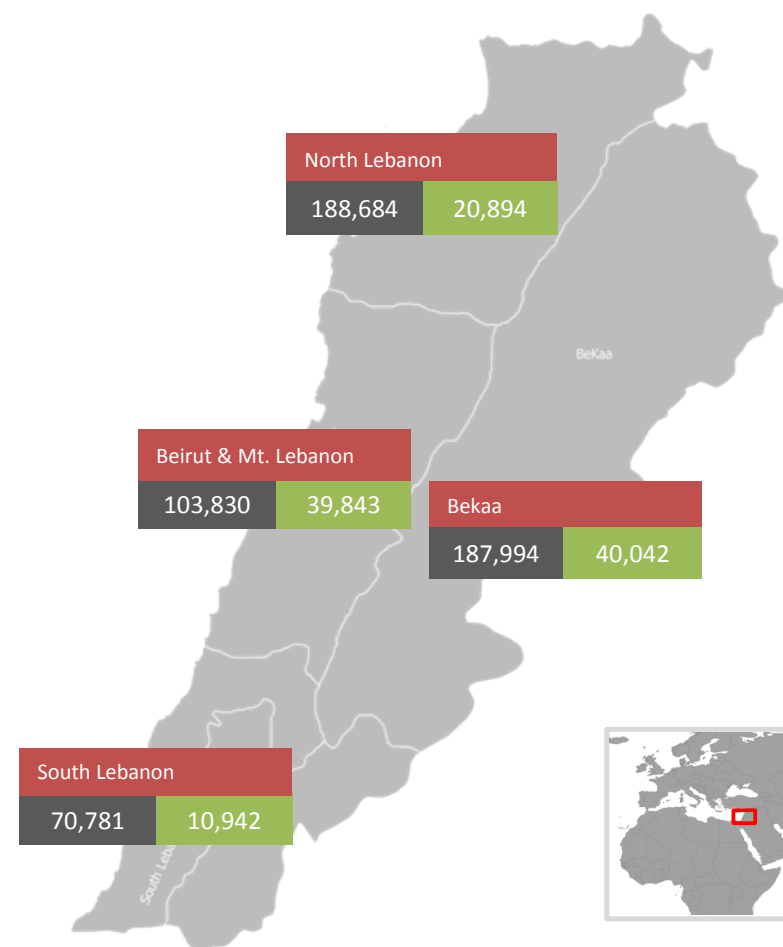 North Lebanon
188,684 20,894
BeKaa
Beirut & Mt. Lebanon
103,830 39,843
Bekaa
187,994 40,042
South Lebanon
70,781 10,942
South